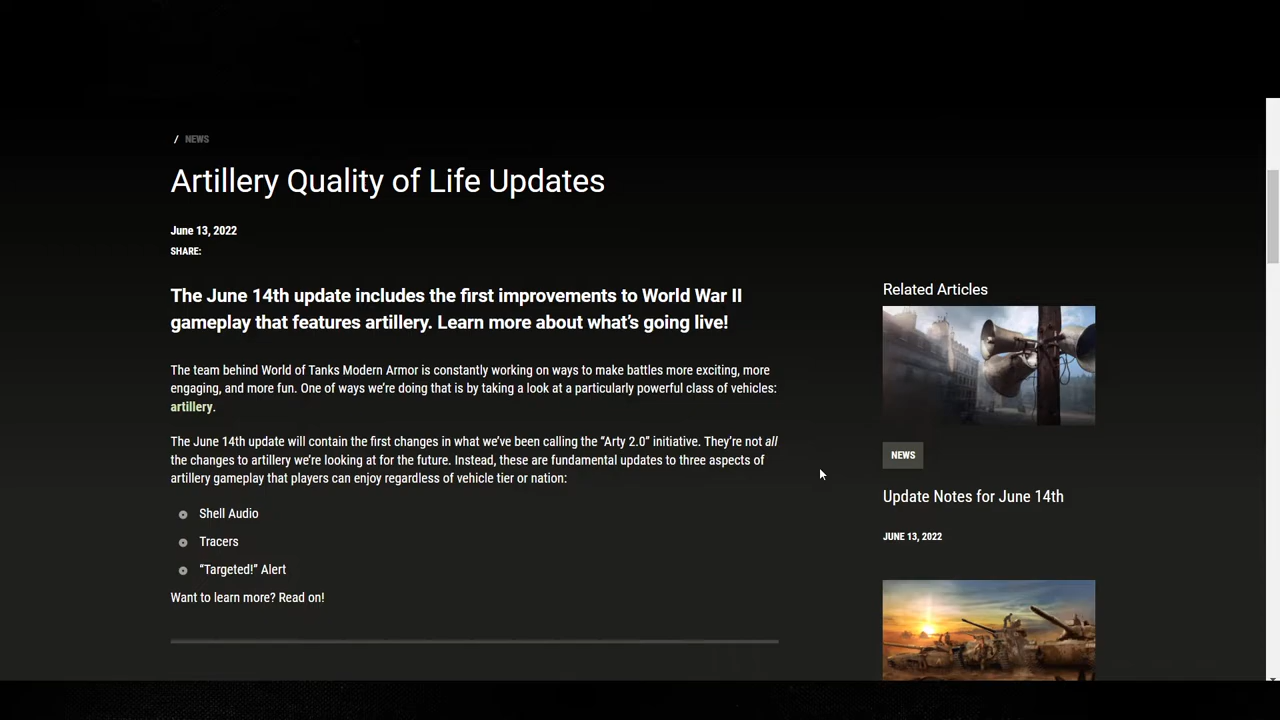 / NEWS
Artillery Quality of Life Updates
June 13, 2022
SHARE:
The June 14th update includes the first improvements to World War II
gameplay that features artillery. Learn more about what's going live!
The team behind World of Tanks Modern Armor is constantly working on ways to make battles more exciting, more
engaging, and more fun. One of ways we're doing that is by taking a look at a particularly powerful class of vehicles:
artillery.
The June 14th update will contain the first changes in what we've been calling the “Arty 2.0” initiative. They're not all
the changes to artillery we're looking at for the future. Instead, these are fundamental updates to three aspects of
artillery gameplay that players can enjoy regardless of vehicle tier or nation:
Shell Audio
Tracers
“Targeted!” Alert
Want to learn more? Read on!
Related Articles
NEWS
Update Notes for June 14th
JUNE 13, 2022